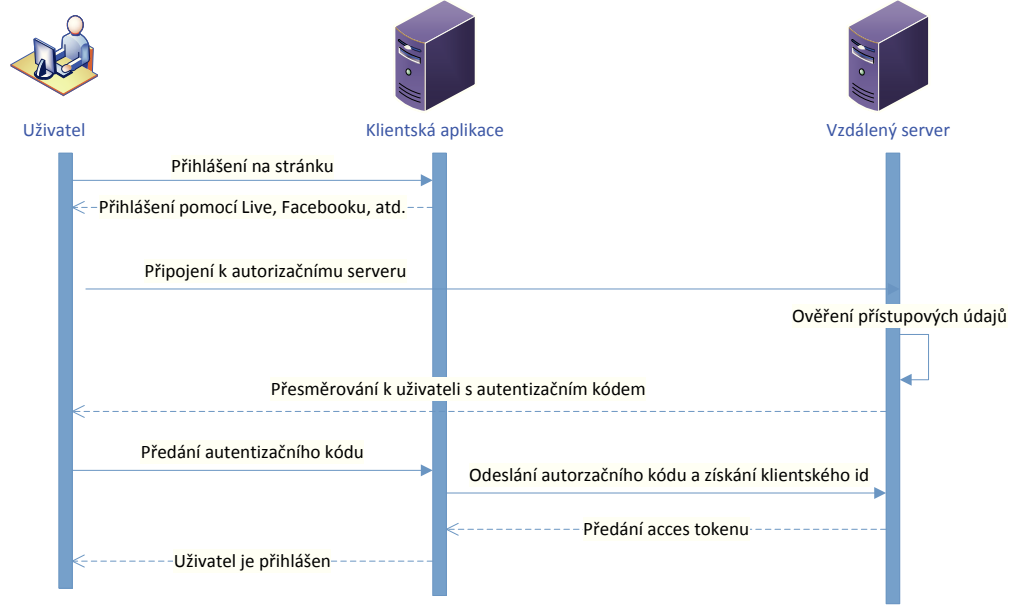 Uživatel
Klientská aplikace
Vzdálený server
Přihlášení na stránku
Přihlášení pomocí Live, Facebooku, atd.
Připojení k autorizačnímu serveru
Ověření přístupových údajů
Přesměrování k uživateli s autentizačním kódem
Předání autentizačního kódu
Odeslání autorzačního kódu a získání klientského id
Předání acces tokenu
Uživatel je přihlášen